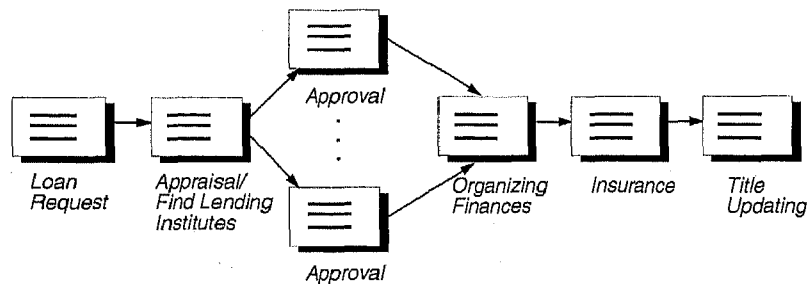 Approval
Loan
Request
Appraisal/
Find Lending
Institutes
Organizing
Finances
Insurance
Title
Updating
Approval